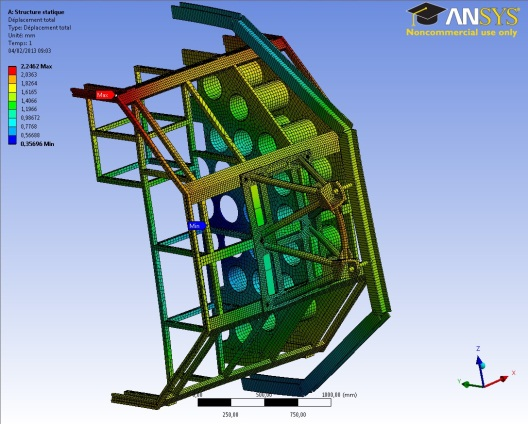 A: Structure statique
Déplacement total
Type: Déplacement total
Unité: mm
Temps: 1
04/02/2013 09:03
2,2462 Max
2,0363
1,8264
1,6165
1,4066
1,1966
0,98672
0,7768
0,56688
0,35696 Min
ANSYS
Noncommercial use only
Max
Min
500,00
1000,00 (mm)
250,00
750,00
Z
Y
X